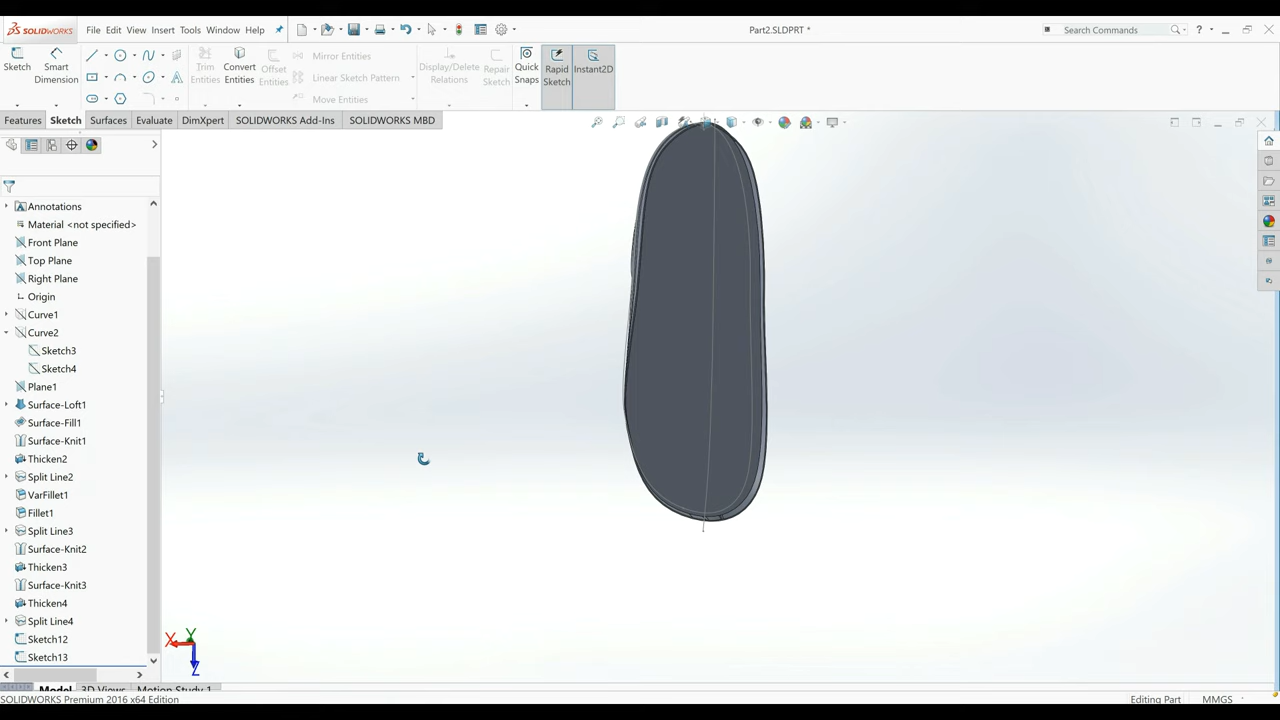 SOLIDWORKS File Edit View Insert Tools Window Help Part2.SLDPRT * Search Commands ?
Sketch Smart Dimension Trim Entities Convert Entities Offset Entities Mirror Entities Linear Sketch Pattern Move Entities Display/Delete Relations Repair Sketch Quick Snaps Rapid Sketch Instant2D
Features Sketch Surfaces Evaluate DimXpert SOLIDWORKS Add-Ins SOLIDWORKS MBD
Annotations
Material <not specified>
Front Plane
Top Plane
Right Plane
Origin
Curve1
Curve2
Sketch3
Sketch4
Plane1
Surface-Loft1
Surface-Fill1
Surface-Knit1
Thicken2
Split Line2
VarFillet1
Fillet1
Split Line3
Surface-Knit2
Thicken3
Surface-Knit3
Thicken4
Split Line4
Sketch12
Sketch13
X Y
Z
Model 3D Views Motion Study 1
SOLIDWORKS Premium 2016 x64 Edition Editing Part MMGS